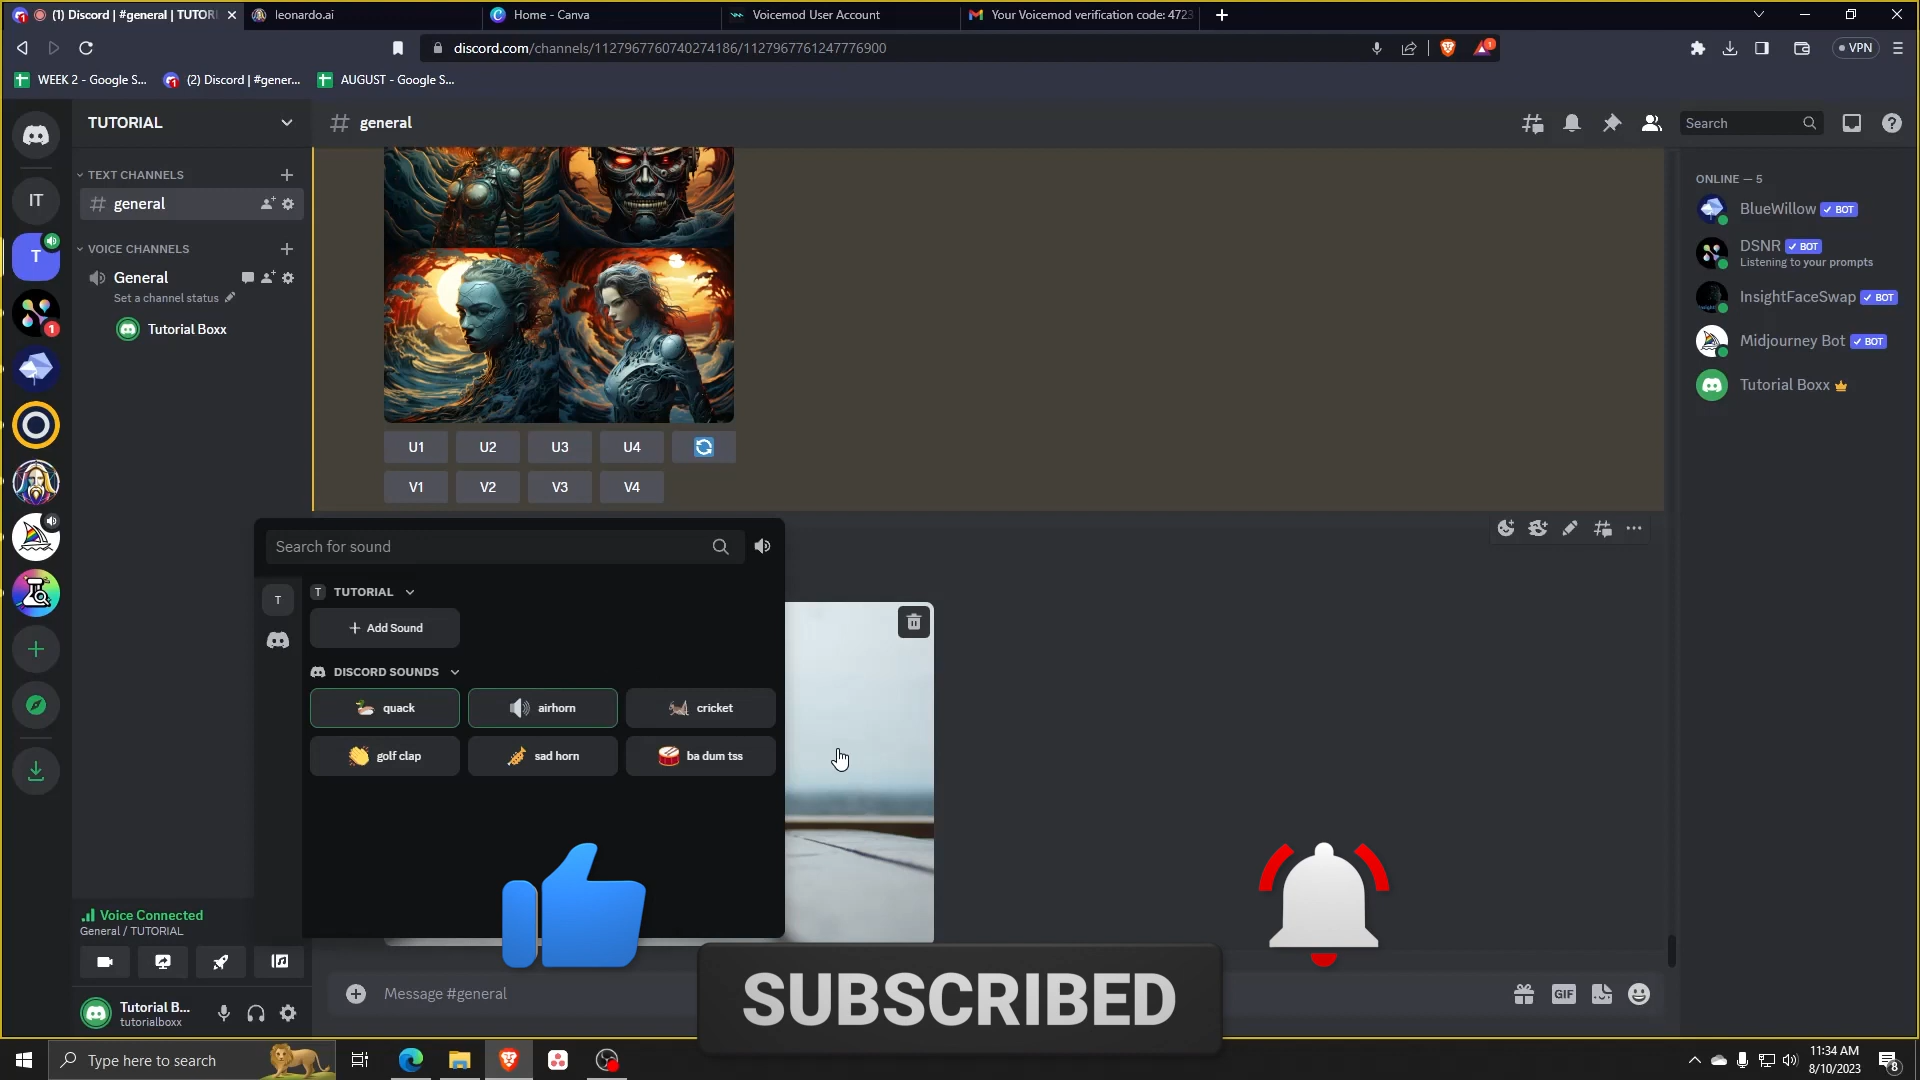 (1) Discord | #general | TUTORI
leonardo.ai
Home - Canva
Voicemod User Account
Your Voicemod verification code: 4723
discord.com/channels/1127967760740274186/1127967761247776900
1
VPN
WEEK 2 - Google S...
(2) Discord | #gener...
AUGUST - Google S...
TUTORIAL
general
Search
TEXT CHANNELS
general
VOICE CHANNELS
General
Set a channel status
Tutorial Boxx
IT
T
1
U1 U2 U3 U4
V1 V2 V3 V4
Search for sound
T
T TUTORIAL
+ Add Sound
DISCORD SOUNDS
quack airhorn cricket
golf clap sad horn ba dum tss
ONLINE — 5
BlueWillow BOT
DSNR BOT
Listening to your prompts
InsightFaceSwap BOT
Midjourney Bot BOT
Tutorial Boxx
Voice Connected
General / TUTORIAL
Tutorial B...
tutorialboxx
Message #general
GIF
SUBSCRIBED
Type here to search
11:34 AM
8/10/2023
8